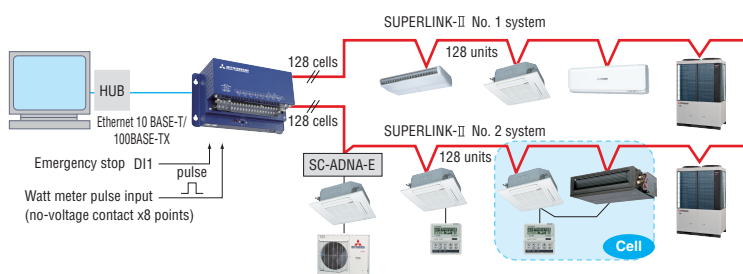 SUPERLINK-II No. 1 system
128 cells
128 units
HUB
Ethernet 10 BASE-T/
100BASE-TX
128 cells
SUPERLINK-II No. 2 system
128 units
Emergency stop DI1
pulse
SC-ADNA-E
Watt meter pulse input
(no-voltage contact x8 points)
Cell